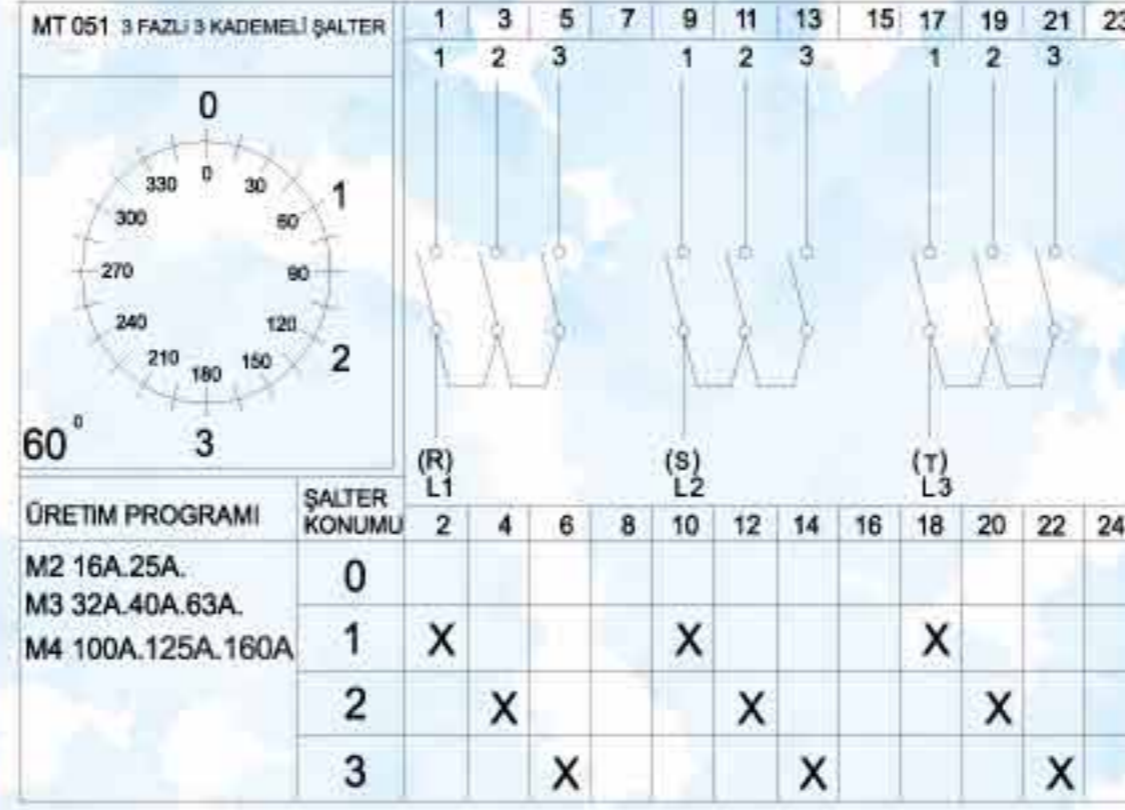 MT 051 3 FAZLI 3 KADEMELİ ŞALTER
1 3 5 7 9 11 13 15 17 19 21 23
1 2 3 1 2 3 1 2 3
0
1
2
3
0
30
60
90
120
150
180
210
240
270
300
330
60°
(R) (S) (T)
L1 L2 L3
ÜRETIM PROGRAMI
ŞALTER
KONUMU
2 4 6 8 10 12 14 16 18 20 22 24
M2 16A.25A.
M3 32A.40A.63A.
M4 100A.125A.160A
0
1 X X X
2 X X X
3 X X X